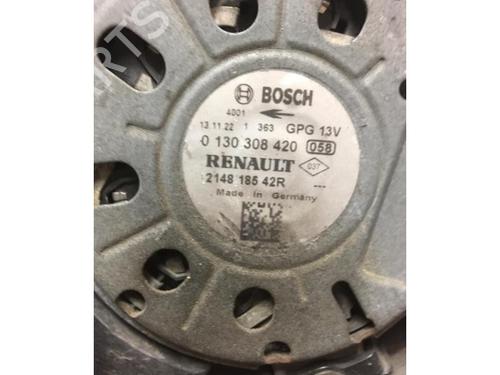 BOSCH
4001
13.11.22 1 363 GPG 13V
0 130 308 420 058
RENAULT 037
2148 185 42R ---
Made in Germany